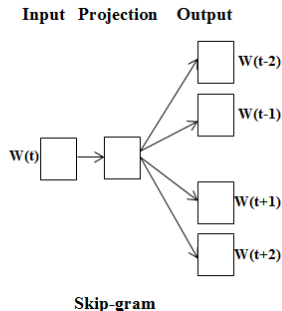 Input Projection Output
W(t-2)
W(t-1)
W(t)
W(t+1)
W(t+2)
Skip-gram